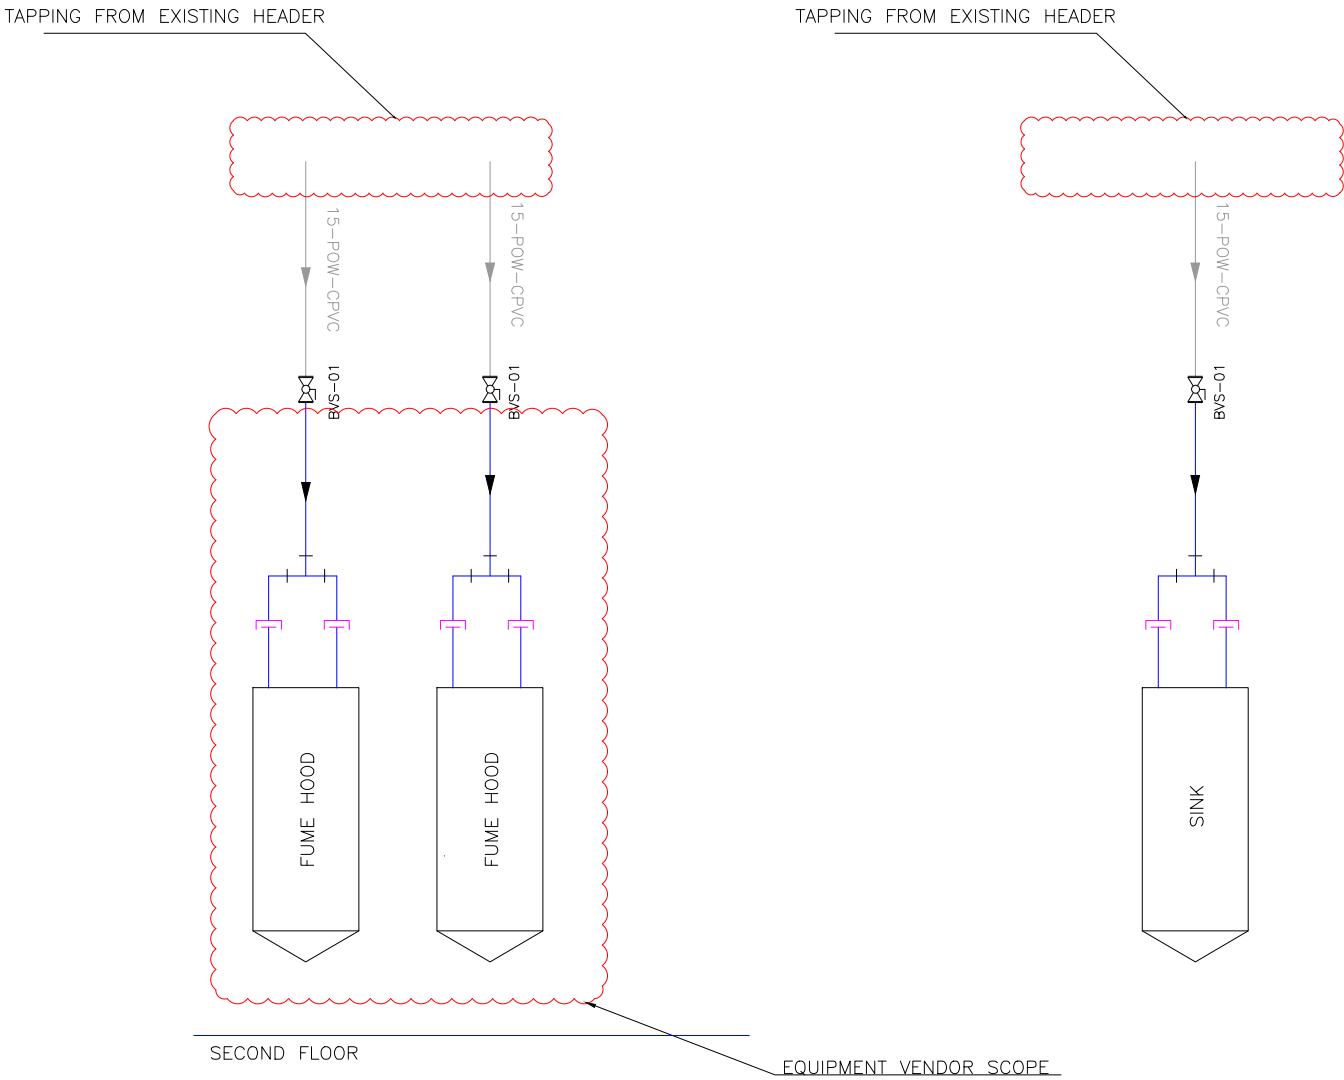 TAPPING FROM EXISTING HEADER
TAPPING FROM EXISTING HEADER
15-POW-CPVC
15-POW-CPVC
15-POW-CPVC
BVS-01
BVS-01
BVS-01
FUME HOOD
FUME HOOD
SINK
SECOND FLOOR
EQUIPMENT VENDOR SCOPE